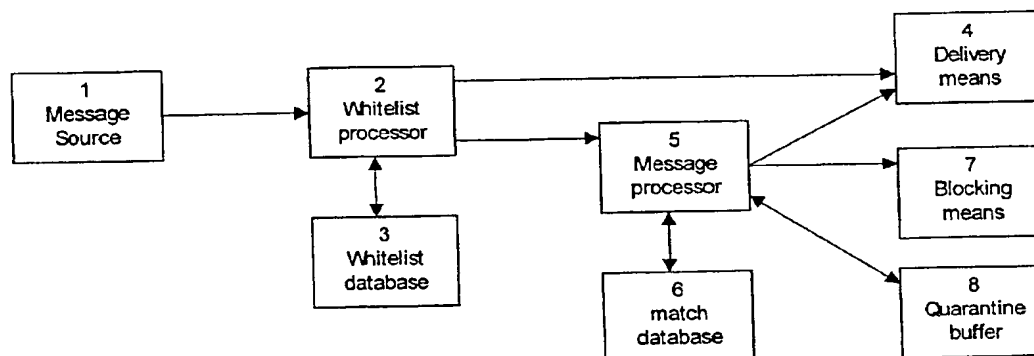 1
Message
Source
2
Whitelist
processor
3
Whitelist
database
4
Delivery
means
5
Message
processor
6
match
database
7
Blocking
means
8
Quarantine
buffer